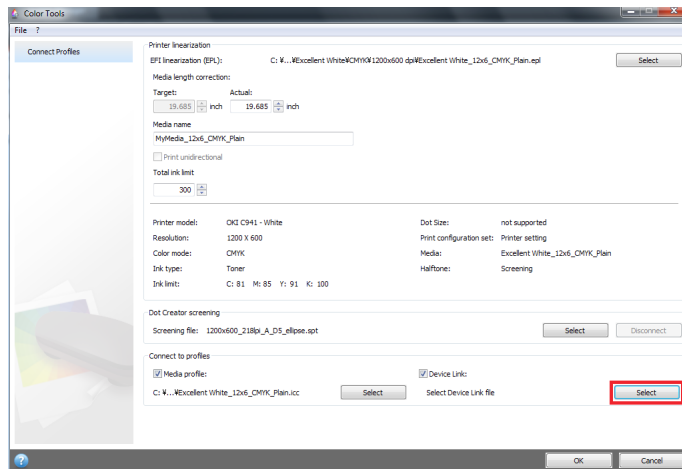 Color Tools
File ?
Connect Profiles
Printer linearization
EFI linearization (EPL): C: ¥...¥Excellent White¥CMYK¥1200x600 dpi¥Excellent White_12x6_CMYK_Plain.epl Select
Media length correction:
Target: Actual:
19.685 inch 19.685 inch
Media name
MyMedia_12x6_CMYK_Plain
Print unidirectional
Total ink limit
300
Printer model: OKI C941 - White Dot Size: not supported
Resolution: 1200 X 600 Print configuration set: Printer setting
Color mode: CMYK Media: Excellent White_12x6_CMYK_Plain
Ink type: Toner Halftone: Screening
Ink limit: C: 81 M: 85 Y: 91 K: 100
Dot Creator screening
Screening file: 1200x600_218lpi_A_D5_ellipse.spt Select Disconnect
Connect to profiles
Media profile: Device Link:
C: ¥...¥Excellent White_12x6_CMYK_Plain.icc Select Select Device Link file Select
? OK Cancel